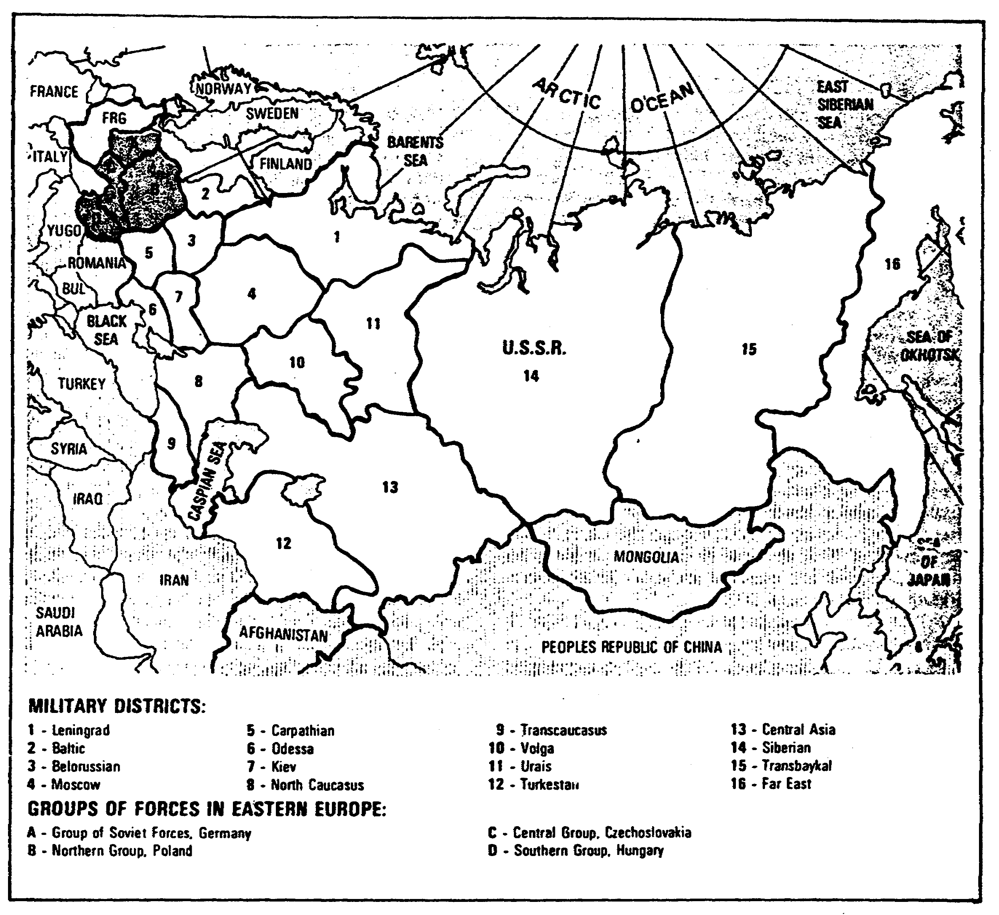 ARCTIC OCEAN
EAST
SIBERIAN
SEA
FRANCE
NORWAY
SWEDEN
FRG
BARENTS
SEA
ITALY
FINLAND
A
C
B
D
2
YUGO
3
1
5
16
ROMANIA
BUL
7
4
6
BLACK
SEA
11
SEA OF
OKHOTSK
U.S.S.R.
15
10
14
TURKEY
8
9
SYRIA
CASPIAN SEA
13
IRAQ
12
SEA
OF
JAPAN
MONGOLIA
IRAN
SAUDI
ARABIA
AFGHANISTAN
PEOPLES REPUBLIC OF CHINA
MILITARY DISTRICTS:
1 - Leningrad
2 - Baltic
3 - Belorussian
4 - Moscow
5 - Carpathian
6 - Odessa
7 - Kiev
8 - North Caucasus
9 - Transcaucasus
10 - Volga
11 - Urais
12 - Turkestan
13 - Central Asia
14 - Siberian
15 - Transbaykal
16 - Far East
GROUPS OF FORCES IN EASTERN EUROPE:
A - Group of Soviet Forces, Germany
B - Northern Group, Poland
C - Central Group, Czechoslovakia
D - Southern Group, Hungary